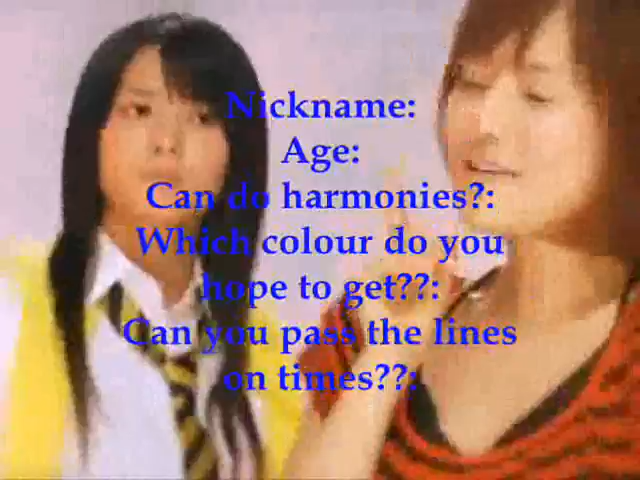 Nickname:
Age:
Can do harmonies?:
Which colour do you
hope to get??:
Can you pass the lines
on times??: